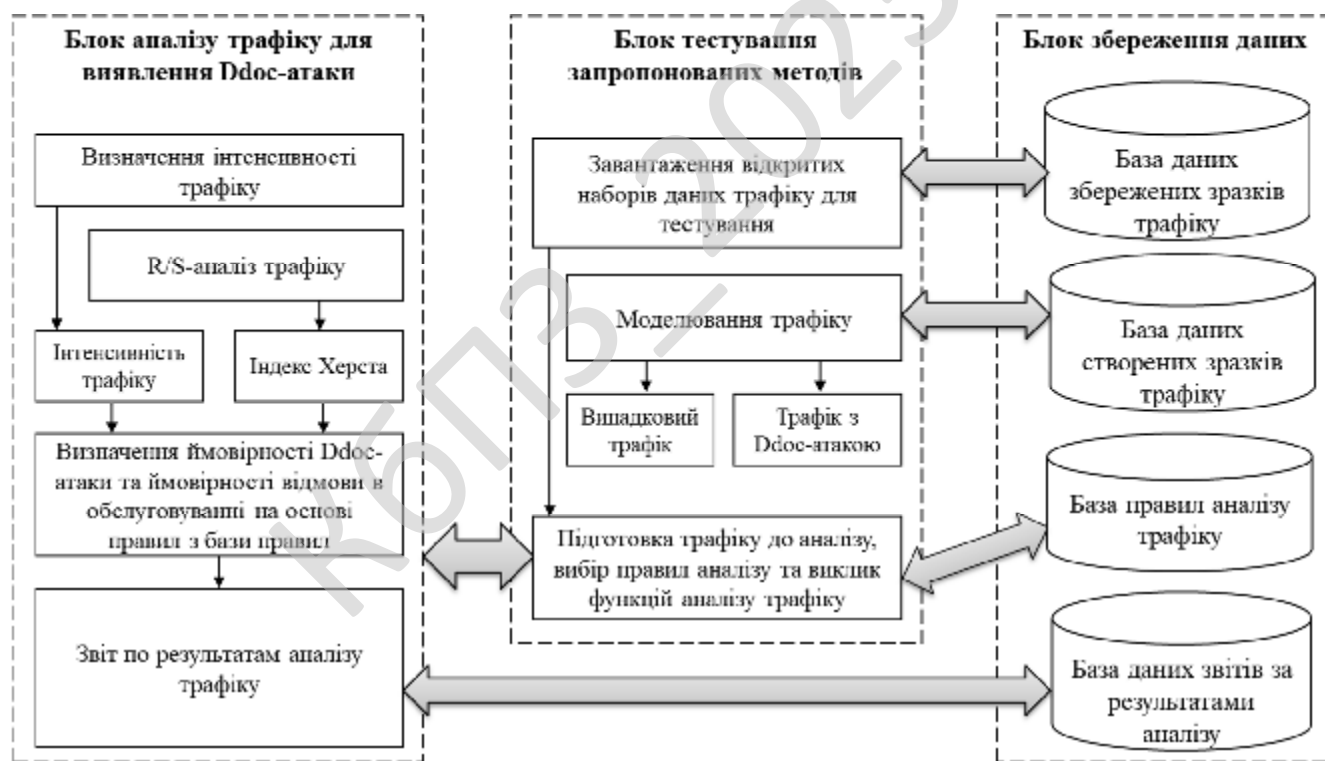 Блок аналізу трафіку для
виявлення Ddoc-атаки
Визначення інтенсивності
трафіку
R/S-аналіз трафіку
Інтенсивність
трафіку
Індекс Херста
Визначення ймовірності Ddoc-
атаки та ймовірності відмови в
обслуговуванні на основі
правил з бази правил
Звіт по результатам аналізу
трафіку
Блок тестування
запропонованих методів
Завантаження відкритих
наборів даних трафіку для
тестування
Моделювання трафіку
Випадковий
трафік
Трафік з
Ddoc-атакою
Підготовка трафіку до аналізу,
вибір правил аналізу та виклик
функцій аналізу трафіку
Блок збереження даних
База даних
збережених зразків
трафіку
База даних
створених зразків
трафіку
База правил аналізу
трафіку
База даних звітів за
результатами
аналізу